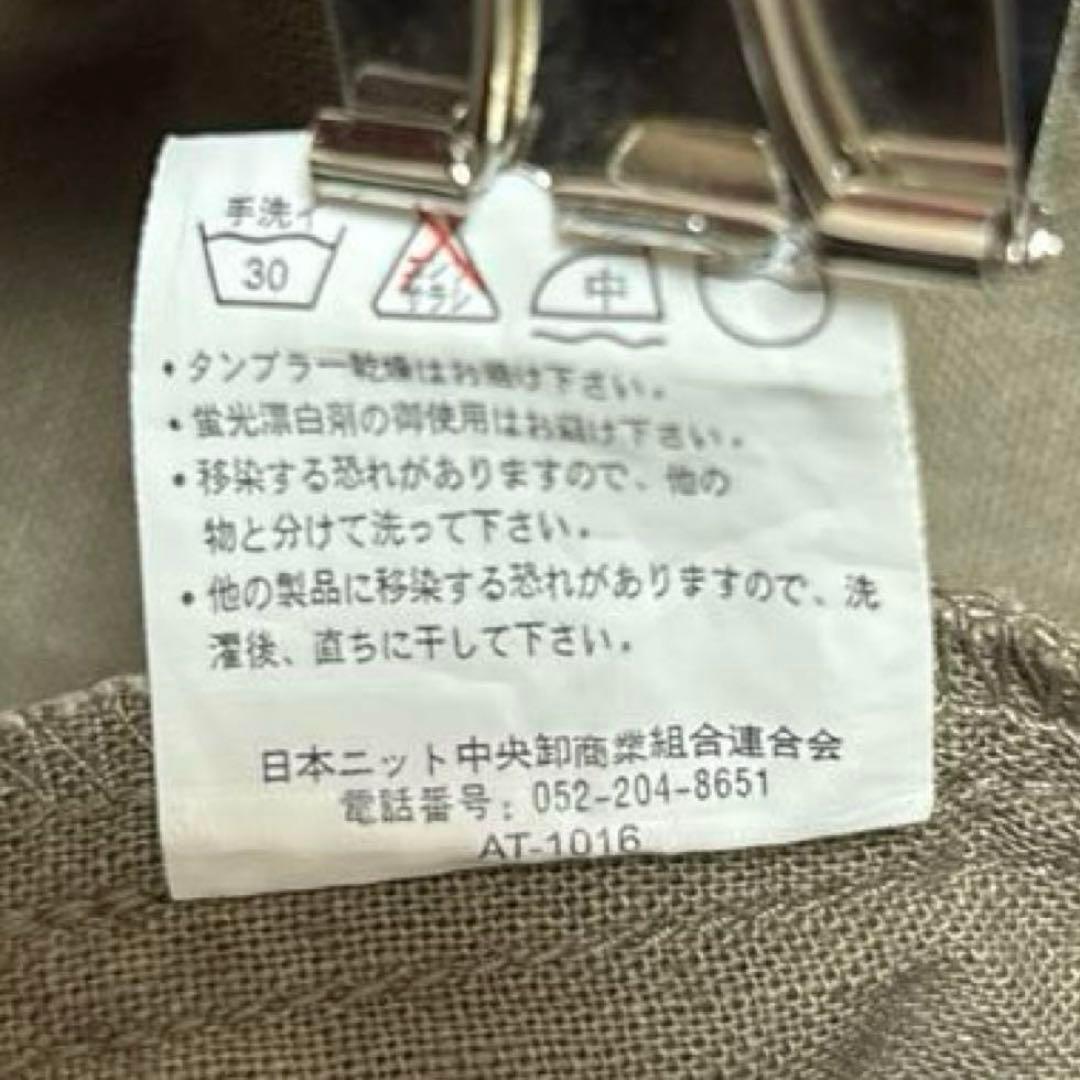 手洗イ
30
中
・タンブラー乾燥はお避け下さい。
・蛍光漂白剤の御使用はお避け下さい。
・移染する恐れがありますので、他の
物と分けて洗って下さい。
・他の製品に移染する恐れがありますので、洗
濯後、直ちに干して下さい。
日本ニット中央卸商業組合連合会
電話番号：052-204-8651
AT-1016